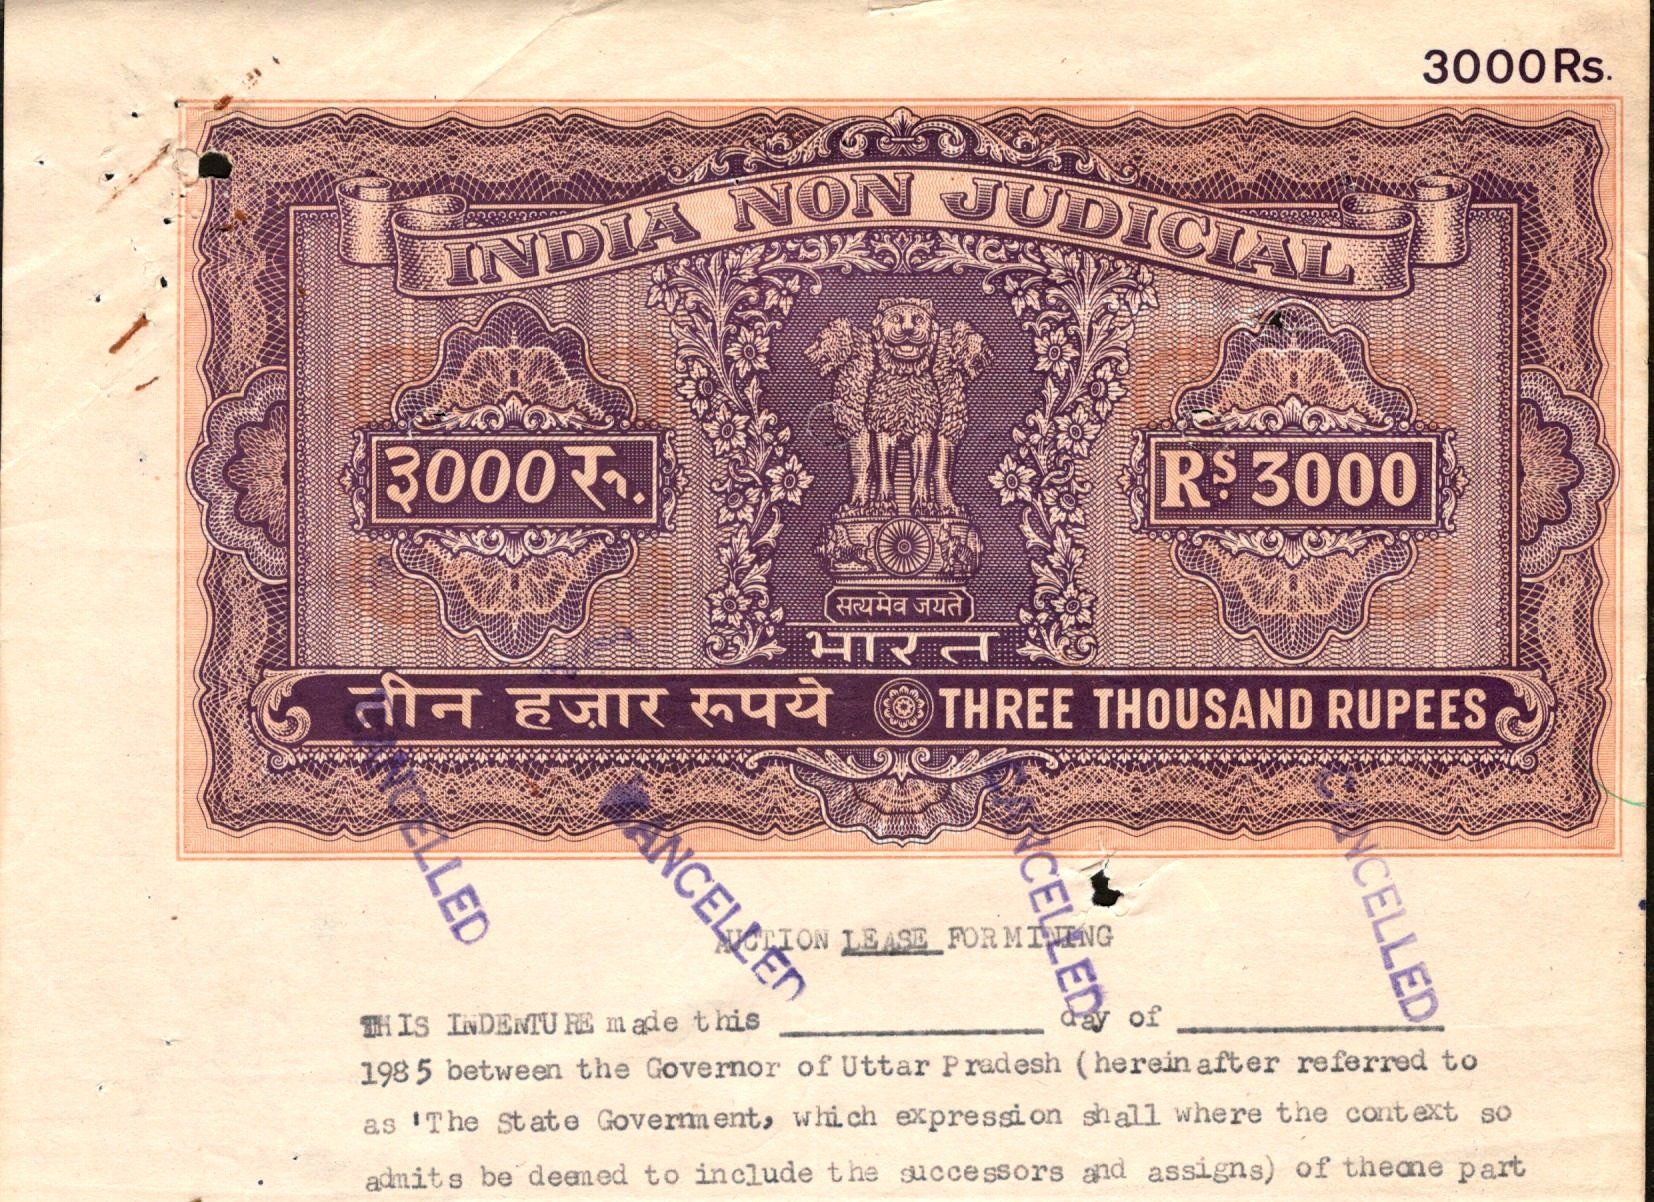 3000Rs.
INDIA NON JUDICIAL
३000 रु.
Rs. 3000
सत्यमेव जयते
भारत
तीन हज़ार रुपये THREE THOUSAND RUPEES
CANCELLED
CANCELLED
CANCELLED
CANCELLED
AUCTION LEASE FOR MINING
THIS INDENTURE made this ____________ day of ____________
1985 between the Governor of Uttar Pradesh (hereinafter referred to
as 'The State Government, which expression shall where the context so
admits be deemed to include the successors and assigns) of theone part